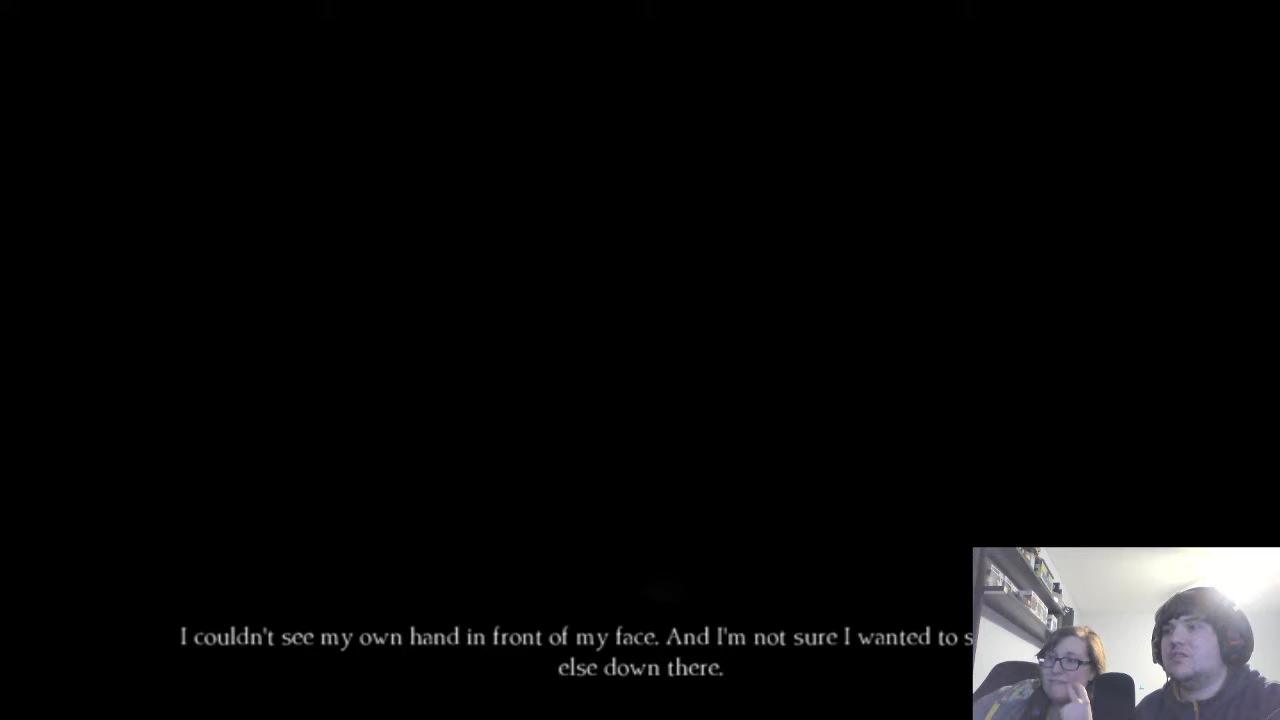 I couldn't see my own hand in front of my face. And I'm not sure I wanted to
else down there.